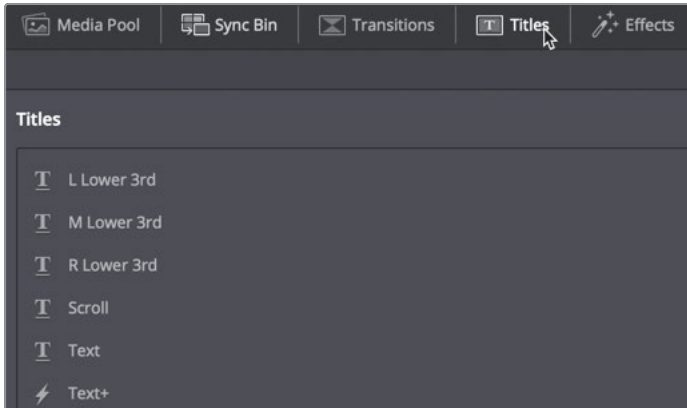 Media Pool Sync Bin Transitions Titles Effects
Titles
L Lower 3rd
M Lower 3rd
R Lower 3rd
Scroll
Text
Text+